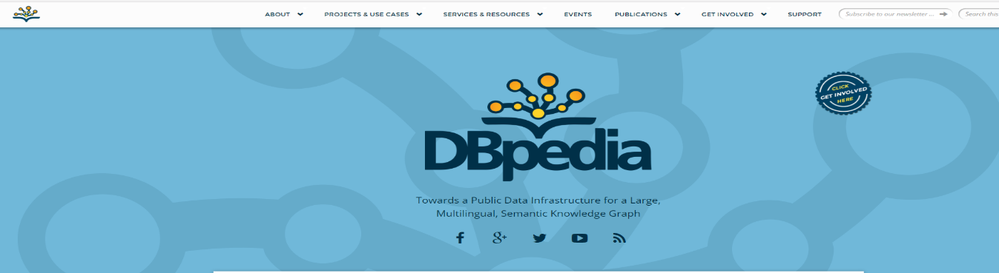 ABOUT PROJECTS & USE CASES SERVICES & RESOURCES EVENTS PUBLICATIONS GET INVOLVED SUPPORT Subscribe to our newsletter ... Search this
CLICK
GET INVOLVED
HERE
DBpedia
Towards a Public Data Infrastructure for a Large,
Multilingual, Semantic Knowledge Graph